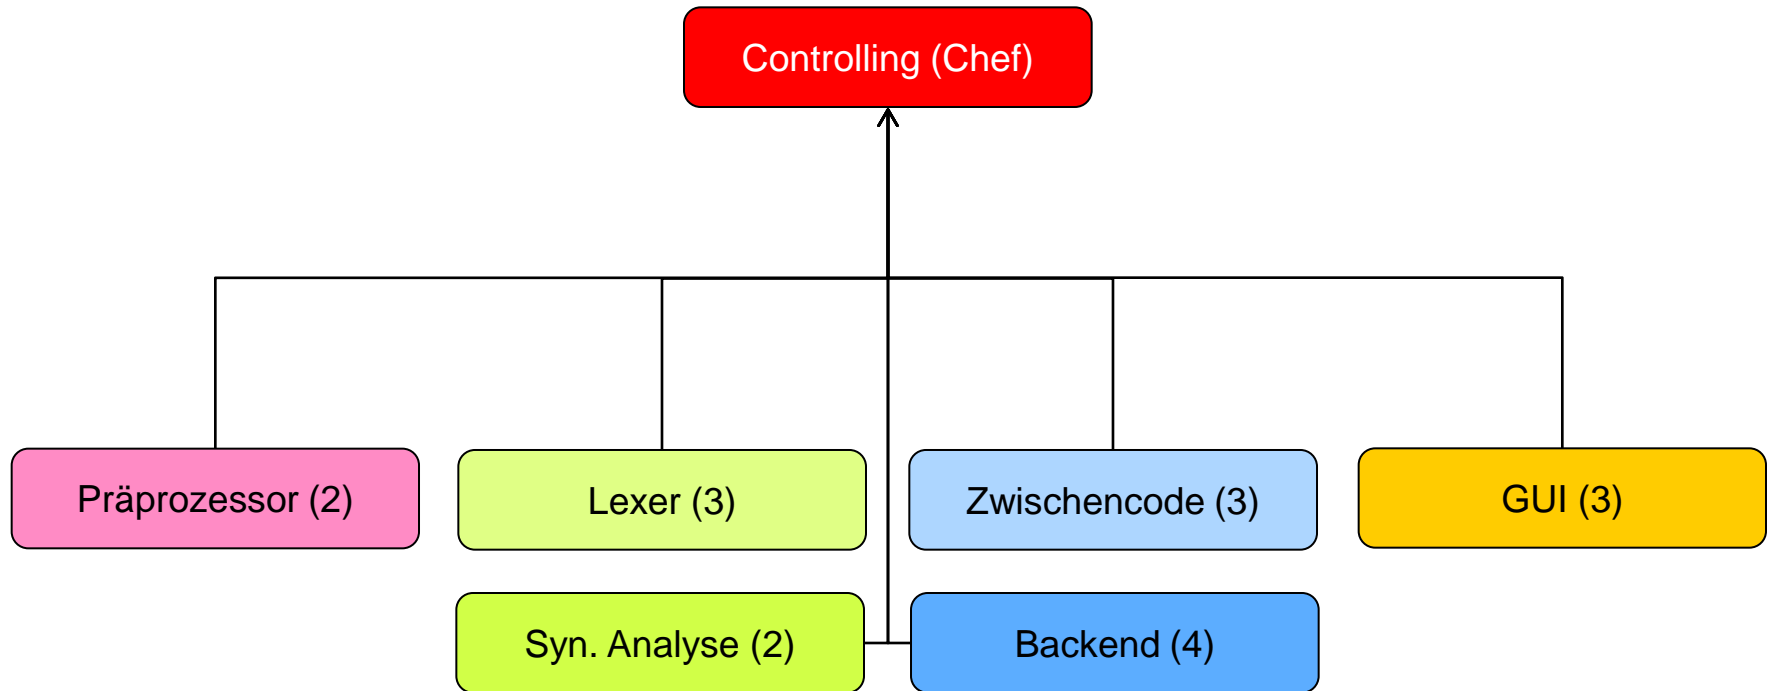 Controlling (Chef)
Präprozessor (2)
Lexer (3)
Zwischencode (3)
GUI (3)
Syn. Analyse (2)
Backend (4)